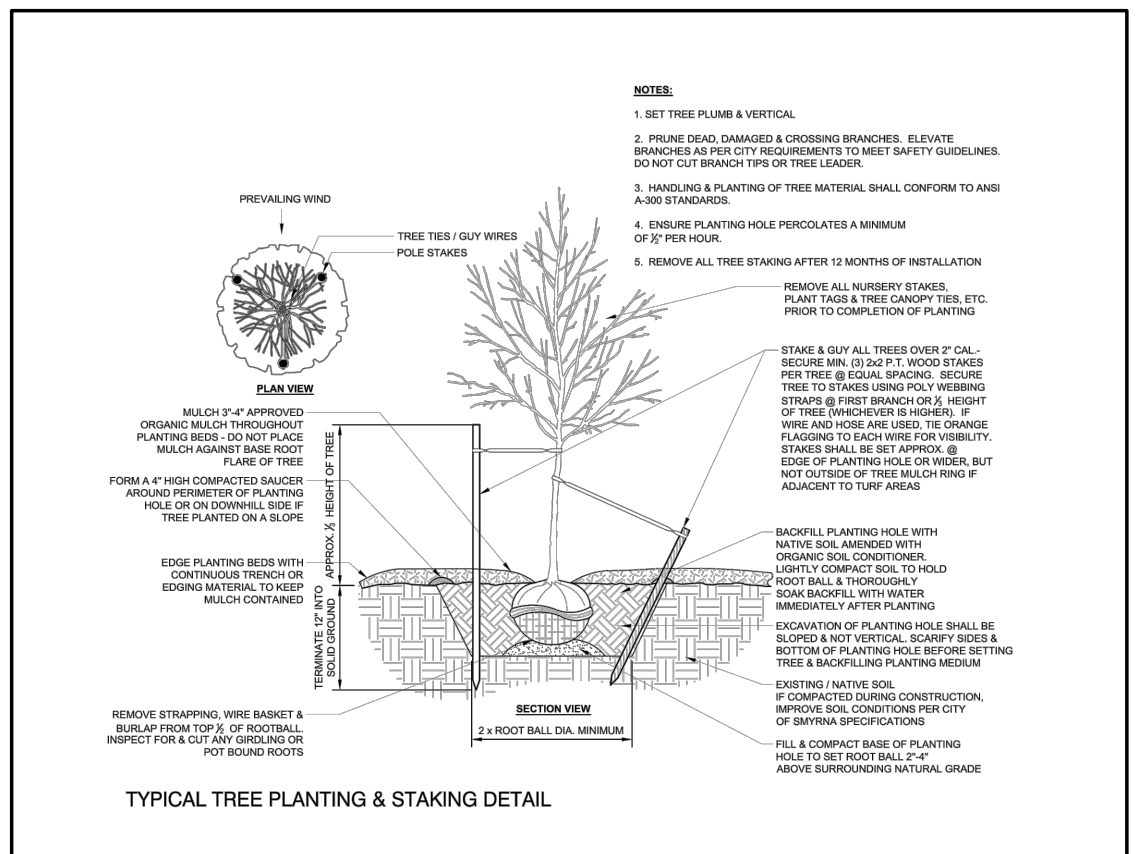 NOTES:
1. SET TREE PLUMB & VERTICAL
2. PRUNE DEAD, DAMAGED & CROSSING BRANCHES. ELEVATE
BRANCHES AS PER CITY REQUIREMENTS TO MEET SAFETY GUIDELINES.
DO NOT CUT BRANCH TIPS OR TREE LEADER.
3. HANDLING & PLANTING OF TREE MATERIAL SHALL CONFORM TO ANSI
A-300 STANDARDS.
4. ENSURE PLANTING HOLE PERCOLATES A MINIMUM
OF ½" PER HOUR.
5. REMOVE ALL TREE STAKING AFTER 12 MONTHS OF INSTALLATION
PREVAILING WIND
TREE TIES / GUY WIRES
POLE STAKES
PLAN VIEW
MULCH 3"-4" APPROVED
ORGANIC MULCH THROUGHOUT
PLANTING BEDS - DO NOT PLACE
MULCH AGAINST BASE ROOT
FLARE OF TREE
FORM A 4" HIGH COMPACTED SAUCER
AROUND PERIMETER OF PLANTING
HOLE OR ON DOWNHILL SIDE IF
TREE PLANTED ON A SLOPE
EDGE PLANTING BEDS WITH
CONTINUOUS TRENCH OR
EDGING MATERIAL TO KEEP
MULCH CONTAINED
REMOVE STRAPPING, WIRE BASKET &
BURLAP FROM TOP ½ OF ROOTBALL.
INSPECT FOR & CUT ANY GIRDLING OR
POT BOUND ROOTS
APPROX. ⅓ HEIGHT OF TREE
TERMINATE 12" INTO
SOLID GROUND
SECTION VIEW
2 x ROOT BALL DIA. MINIMUM
REMOVE ALL NURSERY STAKES,
PLANT TAGS & TREE CANOPY TIES, ETC.
PRIOR TO COMPLETION OF PLANTING
STAKE & GUY ALL TREES OVER 2" CAL.-
SECURE MIN. (3) 2x2 P.T. WOOD STAKES
PER TREE @ EQUAL SPACING. SECURE
TREE TO STAKES USING POLY WEBBING
STRAPS @ FIRST BRANCH OR ⅓ HEIGHT
OF TREE (WHICHEVER IS HIGHER). IF
WIRE AND HOSE ARE USED, TIE ORANGE
FLAGGING TO EACH WIRE FOR VISIBILITY.
STAKES SHALL BE SET APPROX. @
EDGE OF PLANTING HOLE OR WIDER, BUT
NOT OUTSIDE OF TREE MULCH RING IF
ADJACENT TO TURF AREAS
BACKFILL PLANTING HOLE WITH
NATIVE SOIL AMENDED WITH
ORGANIC SOIL CONDITIONER.
LIGHTLY COMPACT SOIL TO HOLD
ROOT BALL & THOROUGHLY
SOAK BACKFILL WITH WATER
IMMEDIATELY AFTER PLANTING
EXCAVATION OF PLANTING HOLE SHALL BE
SLOPED & NOT VERTICAL. SCARIFY SIDES &
BOTTOM OF PLANTING HOLE BEFORE SETTING
TREE & BACKFILLING PLANTING MEDIUM
EXISTING / NATIVE SOIL
IF COMPACTED DURING CONSTRUCTION,
IMPROVE SOIL CONDITIONS PER CITY
OF SMYRNA SPECIFICATIONS
FILL & COMPACT BASE OF PLANTING
HOLE TO SET ROOT BALL 2"-4"
ABOVE SURROUNDING NATURAL GRADE
TYPICAL TREE PLANTING & STAKING DETAIL